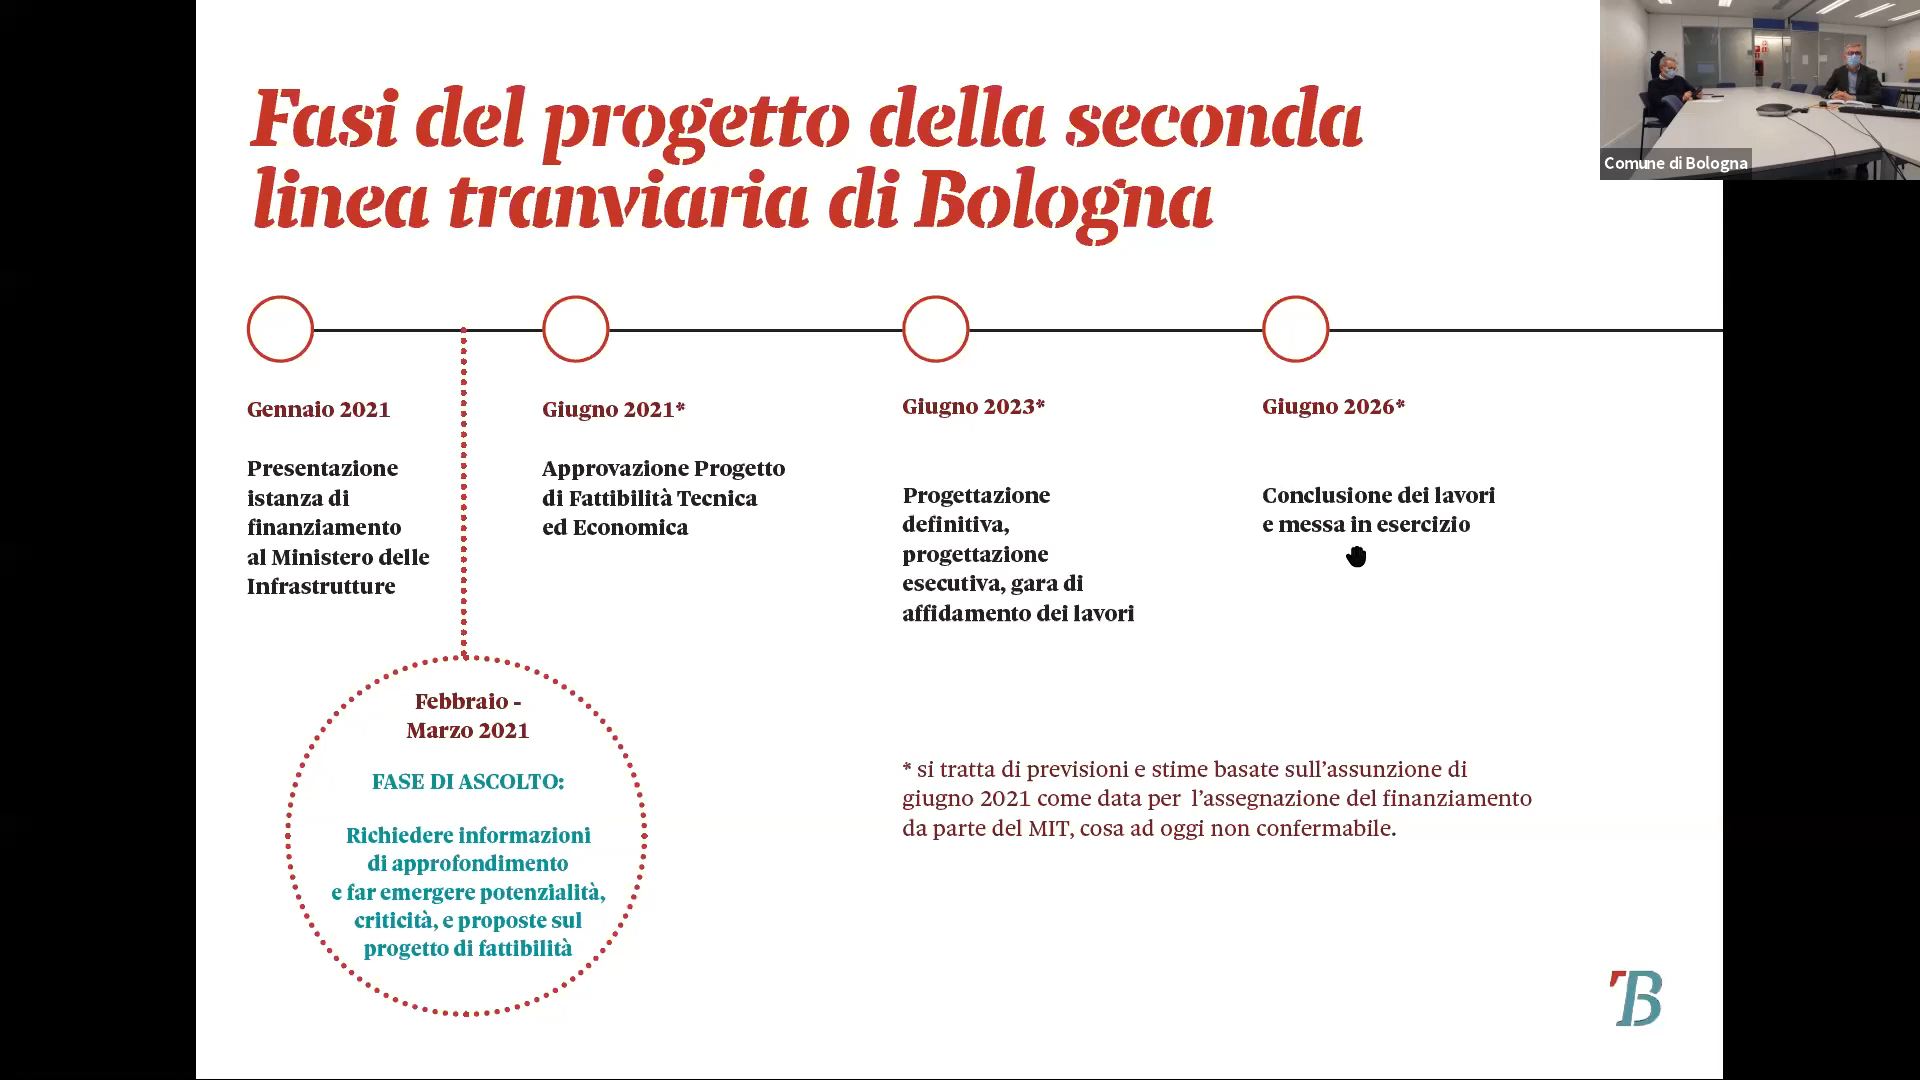 Fasi del progetto della seconda
linea tranviaria di Bologna
Comune di Bologna
Gennaio 2021
Presentazione
istanza di
finanziamento
al Ministero delle
Infrastrutture
Giugno 2021*
Approvazione Progetto
di Fattibilità Tecnica
ed Economica
Giugno 2023*
Progettazione
definitiva,
progettazione
esecutiva, gara di
affidamento dei lavori
Giugno 2026*
Conclusione dei lavori
e messa in esercizio
Febbraio -
Marzo 2021
FASE DI ASCOLTO:
Richiedere informazioni
di approfondimento
e far emergere potenzialità,
criticità, e proposte sul
progetto di fattibilità
* si tratta di previsioni e stime basate sull’assunzione di
giugno 2021 come data per l’assegnazione del finanziamento
da parte del MIT, cosa ad oggi non confermabile.
TB